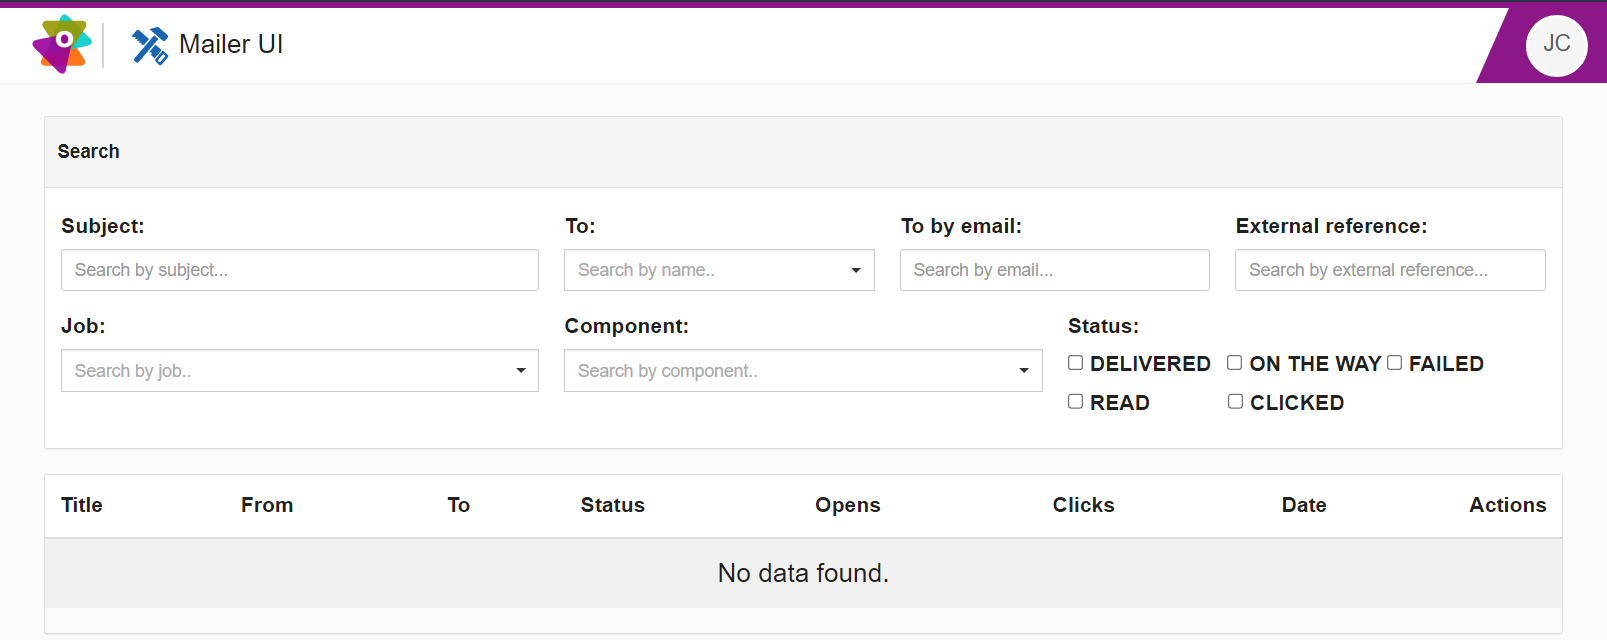 Mailer UI
JC
Search
Subject: To: To by email: External reference:
Search by subject... Search by name.. Search by email... Search by external reference...
Job: Component: Status:
Search by job.. Search by component.. DELIVERED ON THE WAY FAILED
READ CLICKED
Title From To Status Opens Clicks Date Actions
No data found.